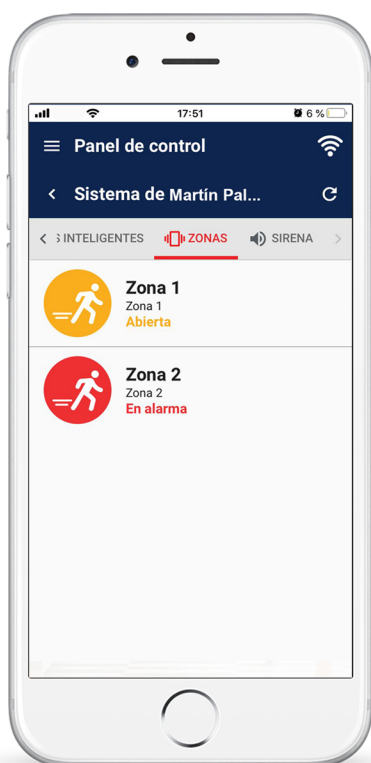 17:51
6 %
Panel de control
Sistema de Martín Pal...
S INTELIGENTES
ZONAS
SIRENA
Zona 1
Zona 1
Abierta
Zona 2
Zona 2
En alarma